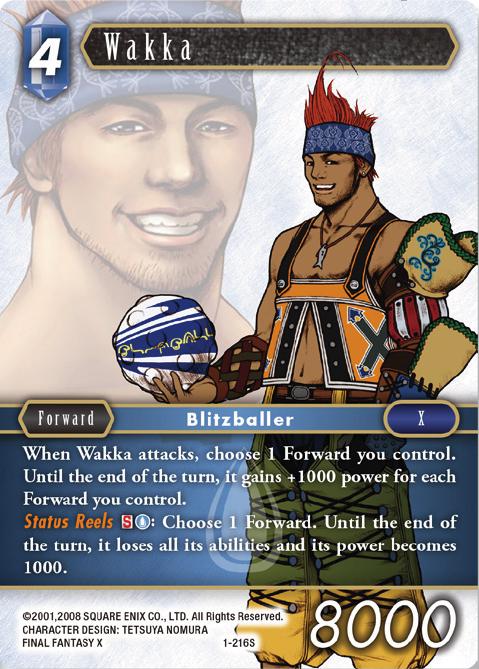 4
Wakka
Forward
Blitzballer
X
When Wakka attacks, choose 1 Forward you control.
Until the end of the turn, it gains +1000 power for each
Forward you control.
Status Reels S: Choose 1 Forward. Until the end of
the turn, it loses all its abilities and its power becomes
1000.
©2001,2008 SQUARE ENIX CO., LTD. All Rights Reserved.
CHARACTER DESIGN: TETSUYA NOMURA
FINAL FANTASY X
1-216S
8000